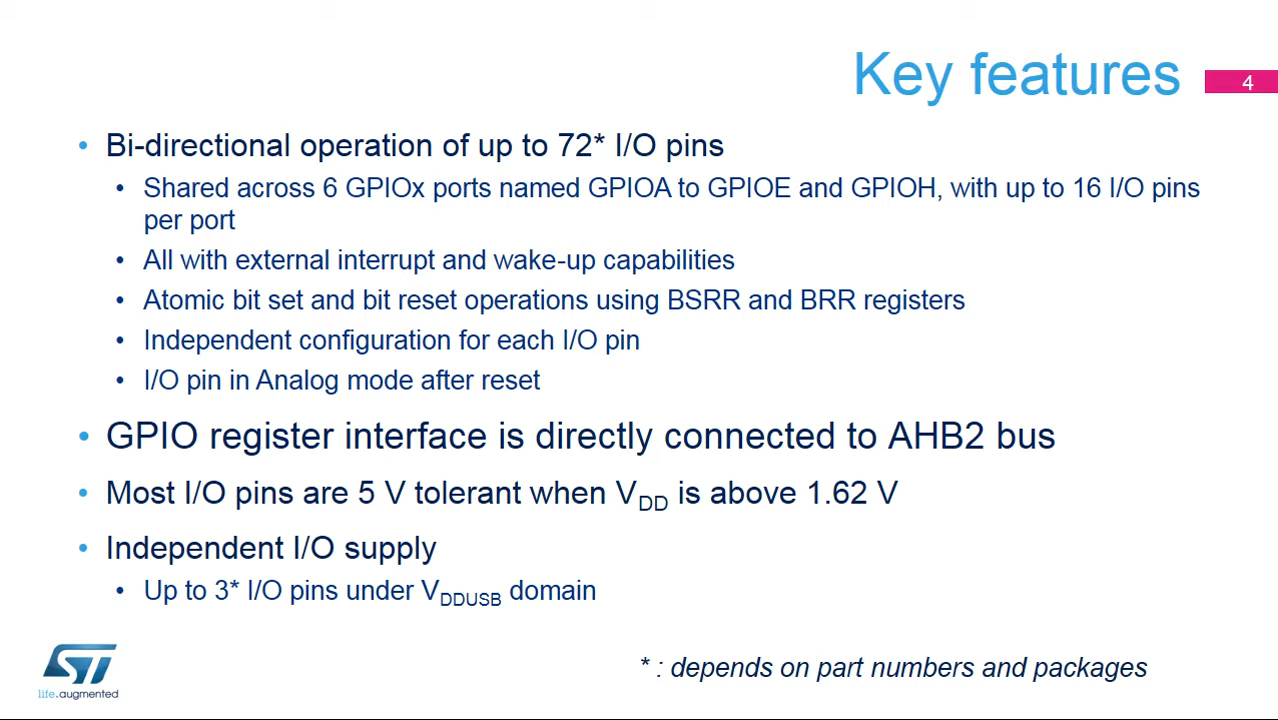 Key features
4
• Bi-directional operation of up to 72* I/O pins
• Shared across 6 GPIOx ports named GPIOA to GPIOE and GPIOH, with up to 16 I/O pins
per port
• All with external interrupt and wake-up capabilities
• Atomic bit set and bit reset operations using BSRR and BRR registers
• Independent configuration for each I/O pin
• I/O pin in Analog mode after reset
• GPIO register interface is directly connected to AHB2 bus
• Most I/O pins are 5 V tolerant when VDD is above 1.62 V
• Independent I/O supply
• Up to 3* I/O pins under VDDUSB domain
ST
life.augmented
* : depends on part numbers and packages